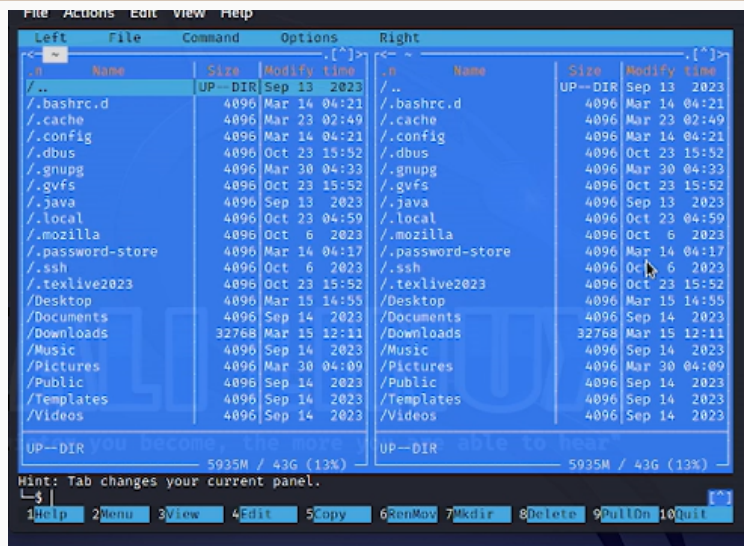 File Actions Edit View Help
Left File Command Options Right
<- ~ .[^]> <- ~ .[^]>
.n Name Size Modify time .n Name Size Modify time
/.. UP--DIR Sep 13 2023 /.. UP--DIR Sep 13 2023
/.bashrc.d 4096 Mar 14 04:21 /.bashrc.d 4096 Mar 14 04:21
/.cache 4096 Mar 23 02:49 /.cache 4096 Mar 23 02:49
/.config 4096 Mar 14 04:21 /.config 4096 Mar 14 04:21
/.dbus 4096 Oct 23 15:52 /.dbus 4096 Oct 23 15:52
/.gnupg 4096 Mar 30 04:33 /.gnupg 4096 Mar 30 04:33
/.gvfs 4096 Oct 23 15:52 /.gvfs 4096 Oct 23 15:52
/.java 4096 Sep 13 2023 /.java 4096 Sep 13 2023
/.local 4096 Oct 23 04:59 /.local 4096 Oct 23 04:59
/.mozilla 4096 Oct 6 2023 /.mozilla 4096 Oct 6 2023
/.password-store 4096 Mar 14 04:17 /.password-store 4096 Mar 14 04:17
/.ssh 4096 Oct 6 2023 /.ssh 4096 Oct 6 2023
/.texlive2023 4096 Oct 23 15:52 /.texlive2023 4096 Oct 23 15:52
/Desktop 4096 Mar 15 14:55 /Desktop 4096 Mar 15 14:55
/Documents 4096 Sep 14 2023 /Documents 4096 Sep 14 2023
/Downloads 32768 Mar 15 12:11 /Downloads 32768 Mar 15 12:11
/Music 4096 Sep 14 2023 /Music 4096 Sep 14 2023
/Pictures 4096 Mar 30 04:09 /Pictures 4096 Mar 30 04:09
/Public 4096 Sep 14 2023 /Public 4096 Sep 14 2023
/Templates 4096 Sep 14 2023 /Templates 4096 Sep 14 2023
/Videos 4096 Sep 14 2023 /Videos 4096 Sep 14 2023
you become, the more you are able to hear"
UP--DIR UP--DIR
5935M / 43G (13%) 5935M / 43G (13%)
Hint: Tab changes your current panel.
└─$ [^]
1Help 2Menu 3View 4Edit 5Copy 6RenMov 7Mkdir 8Delete 9PullDn 10Quit